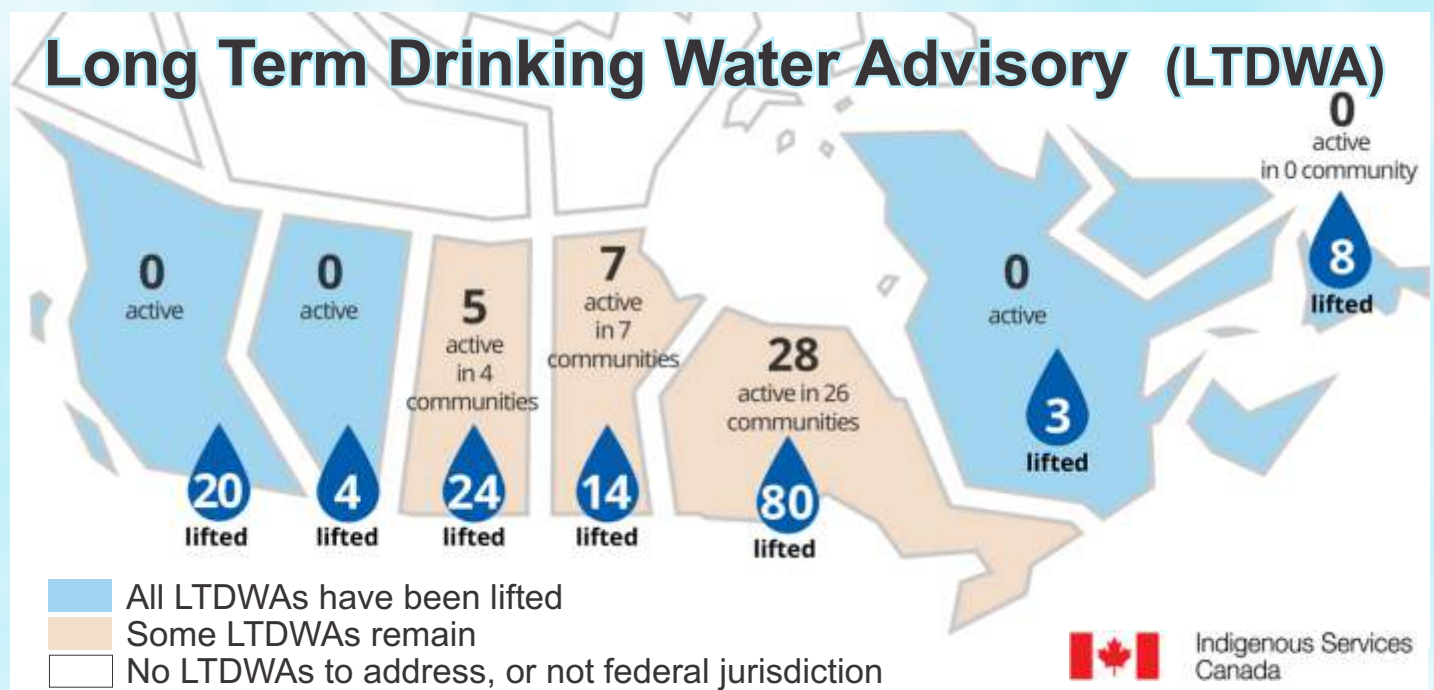 Long Term Drinking Water Advisory (LTDWA)
0
active
in 0 community
8
lifted
0
active
20
lifted
0
active
4
lifted
5
active
in 4
communities
24
lifted
7
active
in 7
communities
14
lifted
28
active in 26
communities
80
lifted
0
active
3
lifted
All LTDWAs have been lifted
Some LTDWAs remain
No LTDWAs to address, or not federal jurisdiction
Indigenous Services
Canada